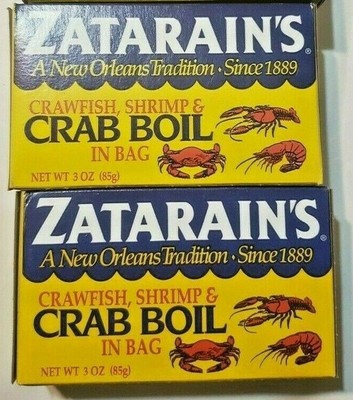 ZATARAIN'S®
A New Orleans Tradition • Since 1889
CRAWFISH, SHRIMP &
CRAB BOIL
IN BAG
NET WT 3 OZ (85g)
ZATARAIN'S®
A New Orleans Tradition • Since 1889
CRAWFISH, SHRIMP &
CRAB BOIL
IN BAG
NET WT 3 OZ (85g)